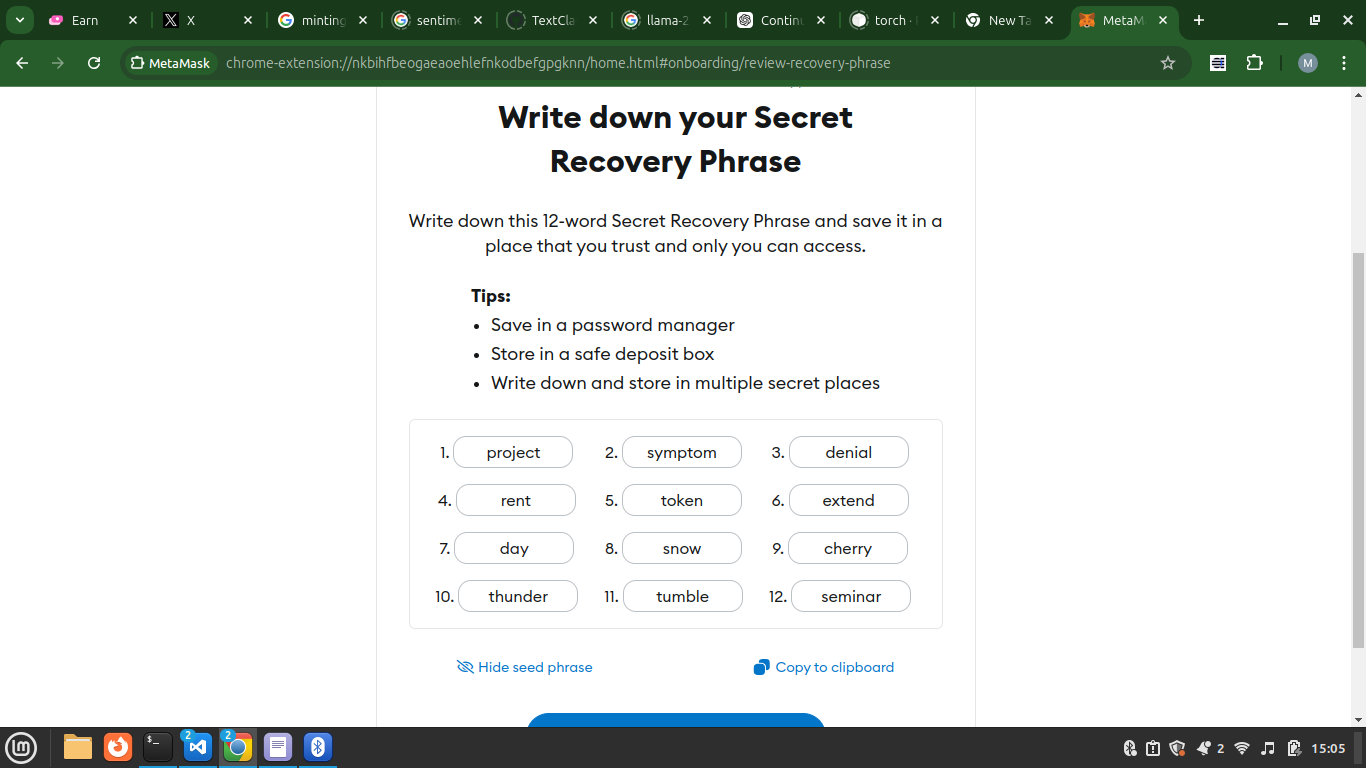 Earn
X
minting
sentime
TextCla
llama-2
Continu
torch ·
New Ta
MetaM
MetaMask
chrome-extension://nkbihfbeogaeaoehlefnkodbefgpgknn/home.html#onboarding/review-recovery-phrase
M
Write down your Secret
Recovery Phrase
Write down this 12-word Secret Recovery Phrase and save it in a
place that you trust and only you can access.
Tips:
• Save in a password manager
• Store in a safe deposit box
• Write down and store in multiple secret places
1. project 2. symptom 3. denial
4. rent 5. token 6. extend
7. day 8. snow 9. cherry
10. thunder 11. tumble 12. seminar
Hide seed phrase Copy to clipboard
2 2 2 15:05